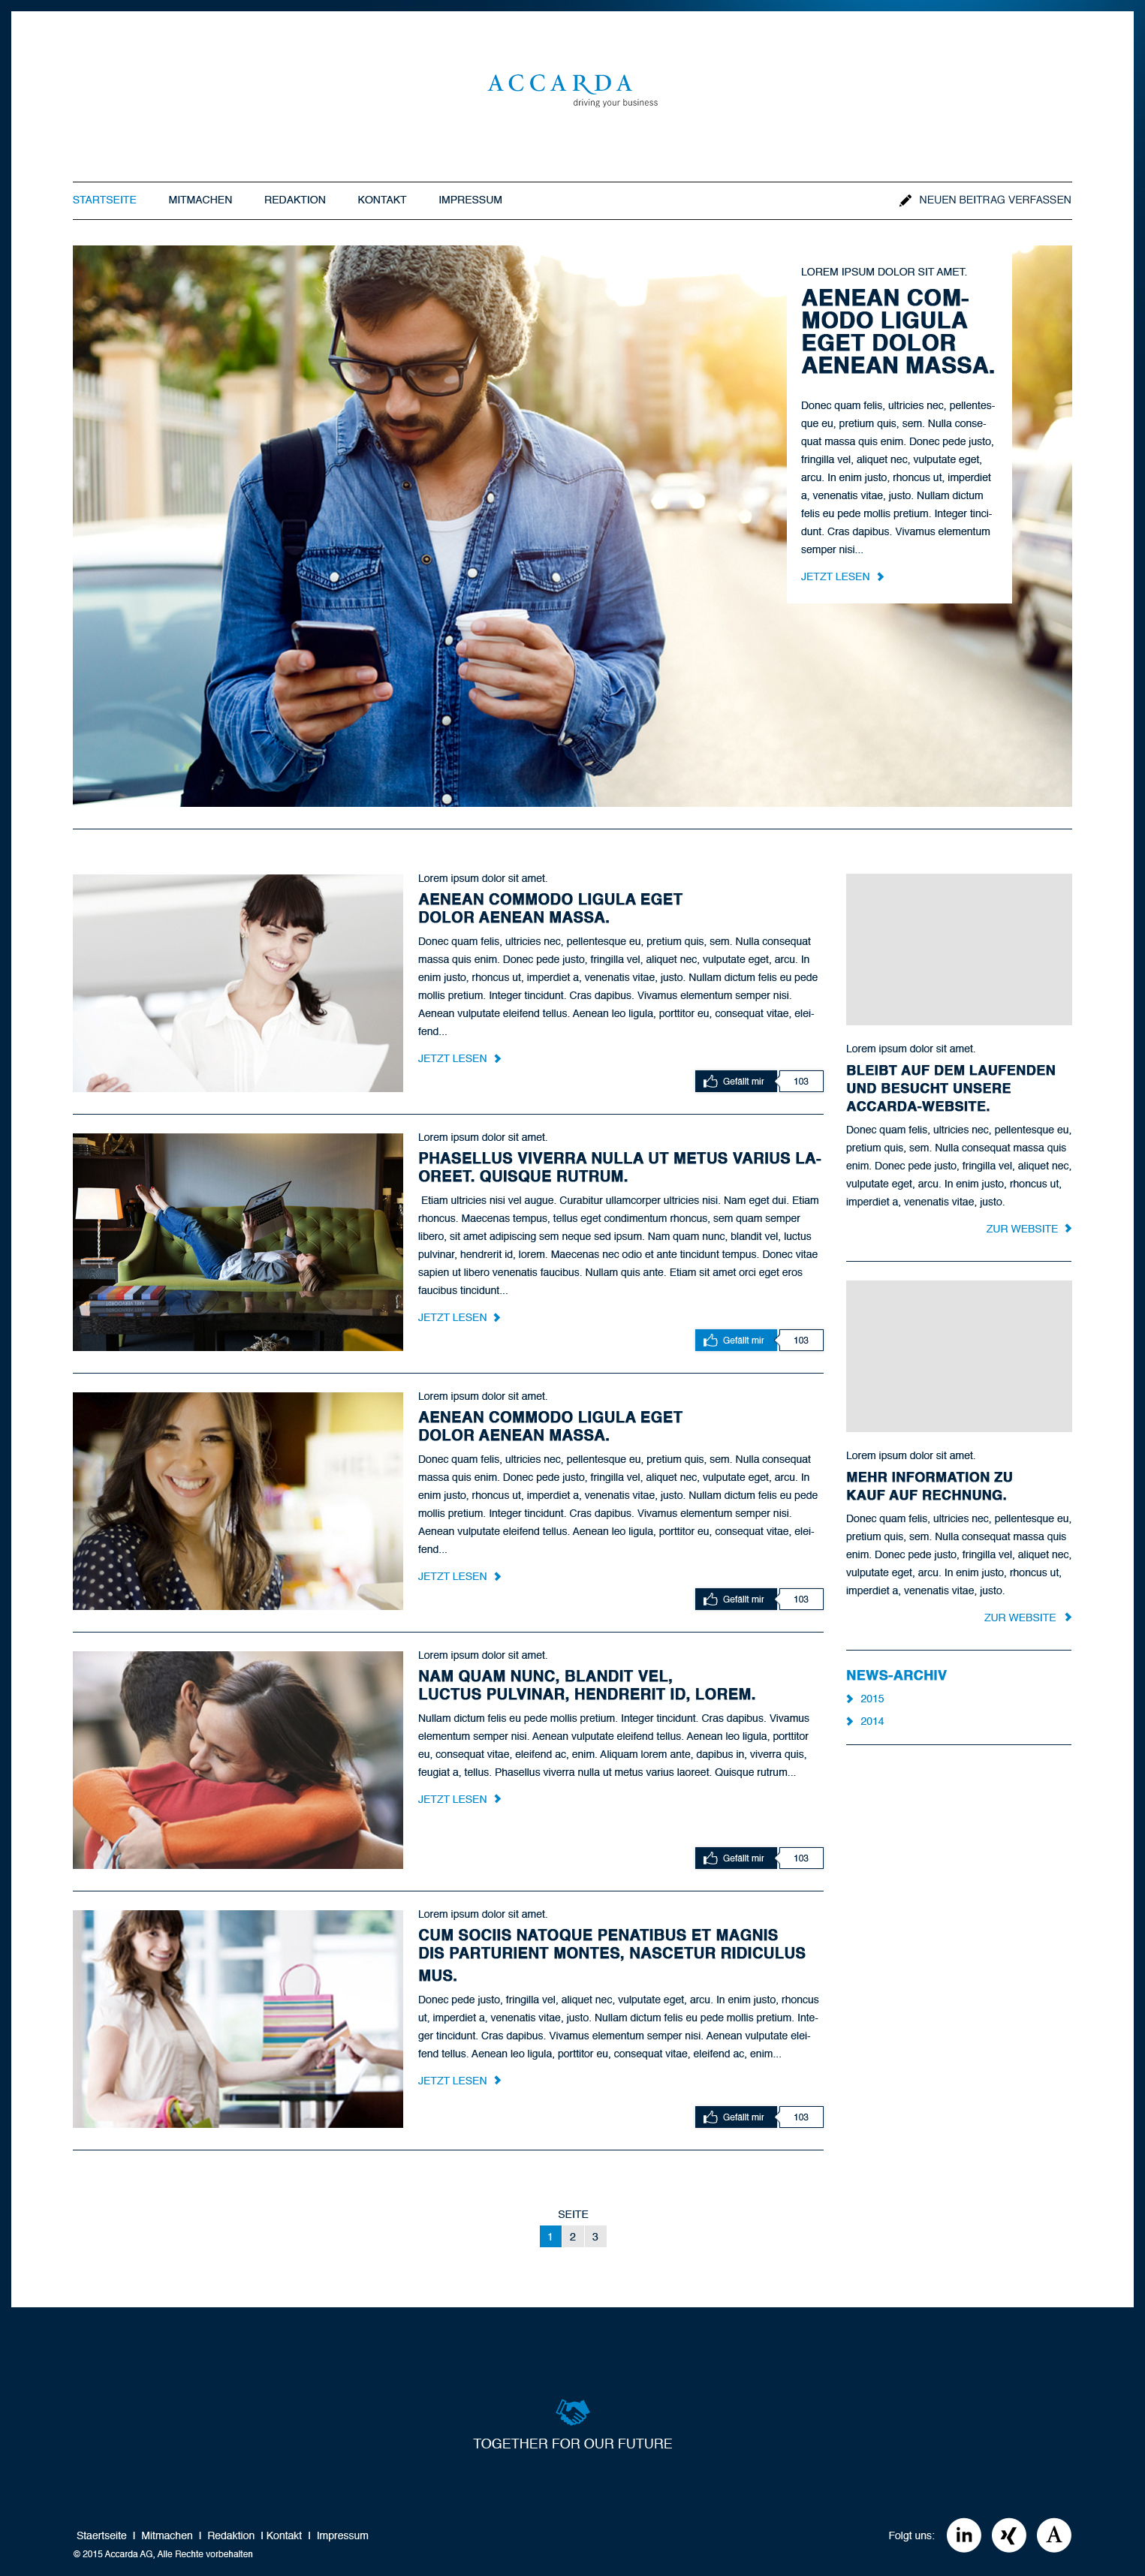 ACCARDA
driving your business
STARTSEITE MITMACHEN REDAKTION KONTAKT IMPRESSUM NEUEN BEITRAG VERFASSEN
LOREM IPSUM DOLOR SIT AMET.
AENEAN COM-
MODO LIGULA
EGET DOLOR
AENEAN MASSA.
Donec quam felis, ultricies nec, pellentes-
que eu, pretium quis, sem. Nulla conse-
quat massa quis enim. Donec pede justo,
fringilla vel, aliquet nec, vulputate eget,
arcu. In enim justo, rhoncus ut, imperdiet
a, venenatis vitae, justo. Nullam dictum
felis eu pede mollis pretium. Integer tinci-
dunt. Cras dapibus. Vivamus elementum
semper nisi...
JETZT LESEN
Lorem ipsum dolor sit amet.
AENEAN COMMODO LIGULA EGET
DOLOR AENEAN MASSA.
Donec quam felis, ultricies nec, pellentesque eu, pretium quis, sem. Nulla consequat
massa quis enim. Donec pede justo, fringilla vel, aliquet nec, vulputate eget, arcu. In
enim justo, rhoncus ut, imperdiet a, venenatis vitae, justo. Nullam dictum felis eu pede
mollis pretium. Integer tincidunt. Cras dapibus. Vivamus elementum semper nisi.
Aenean vulputate eleifend tellus. Aenean leo ligula, porttitor eu, consequat vitae, elei-
fend...
JETZT LESEN
Gefällt mir 103
Lorem ipsum dolor sit amet.
PHASELLUS VIVERRA NULLA UT METUS VARIUS LA-
OREET. QUISQUE RUTRUM.
Etiam ultricies nisi vel augue. Curabitur ullamcorper ultricies nisi. Nam eget dui. Etiam
rhoncus. Maecenas tempus, tellus eget condimentum rhoncus, sem quam semper
libero, sit amet adipiscing sem neque sed ipsum. Nam quam nunc, blandit vel, luctus
pulvinar, hendrerit id, lorem. Maecenas nec odio et ante tincidunt tempus. Donec vitae
sapien ut libero venenatis faucibus. Nullam quis ante. Etiam sit amet orci eget eros
faucibus tincidunt...
JETZT LESEN
Gefällt mir 103
Lorem ipsum dolor sit amet.
AENEAN COMMODO LIGULA EGET
DOLOR AENEAN MASSA.
Donec quam felis, ultricies nec, pellentesque eu, pretium quis, sem. Nulla consequat
massa quis enim. Donec pede justo, fringilla vel, aliquet nec, vulputate eget, arcu. In
enim justo, rhoncus ut, imperdiet a, venenatis vitae, justo. Nullam dictum felis eu pede
mollis pretium. Integer tincidunt. Cras dapibus. Vivamus elementum semper nisi.
Aenean vulputate eleifend tellus. Aenean leo ligula, porttitor eu, consequat vitae, elei-
fend...
JETZT LESEN
Gefällt mir 103
Lorem ipsum dolor sit amet.
NAM QUAM NUNC, BLANDIT VEL,
LUCTUS PULVINAR, HENDRERIT ID, LOREM.
Nullam dictum felis eu pede mollis pretium. Integer tincidunt. Cras dapibus. Vivamus
elementum semper nisi. Aenean vulputate eleifend tellus. Aenean leo ligula, porttitor
eu, consequat vitae, eleifend ac, enim. Aliquam lorem ante, dapibus in, viverra quis,
feugiat a, tellus. Phasellus viverra nulla ut metus varius laoreet. Quisque rutrum...
JETZT LESEN
Gefällt mir 103
Lorem ipsum dolor sit amet.
CUM SOCIIS NATOQUE PENATIBUS ET MAGNIS
DIS PARTURIENT MONTES, NASCETUR RIDICULUS
MUS.
Donec pede justo, fringilla vel, aliquet nec, vulputate eget, arcu. In enim justo, rhoncus
ut, imperdiet a, venenatis vitae, justo. Nullam dictum felis eu pede mollis pretium. Inte-
ger tincidunt. Cras dapibus. Vivamus elementum semper nisi. Aenean vulputate elei-
fend tellus. Aenean leo ligula, porttitor eu, consequat vitae, eleifend ac, enim...
JETZT LESEN
Gefällt mir 103
Lorem ipsum dolor sit amet.
BLEIBT AUF DEM LAUFENDEN
UND BESUCHT UNSERE
ACCARDA-WEBSITE.
Donec quam felis, ultricies nec, pellentesque eu,
pretium quis, sem. Nulla consequat massa quis
enim. Donec pede justo, fringilla vel, aliquet nec,
vulputate eget, arcu. In enim justo, rhoncus ut,
imperdiet a, venenatis vitae, justo.
ZUR WEBSITE
Lorem ipsum dolor sit amet.
MEHR INFORMATION ZU
KAUF AUF RECHNUNG.
Donec quam felis, ultricies nec, pellentesque eu,
pretium quis, sem. Nulla consequat massa quis
enim. Donec pede justo, fringilla vel, aliquet nec,
vulputate eget, arcu. In enim justo, rhoncus ut,
imperdiet a, venenatis vitae, justo.
ZUR WEBSITE
NEWS-ARCHIV
2015
2014
SEITE
1 2 3
TOGETHER FOR OUR FUTURE
Staertseite I Mitmachen I Redaktion I Kontakt I Impressum
© 2015 Accarda AG, Alle Rechte vorbehalten
Folgt uns: in A